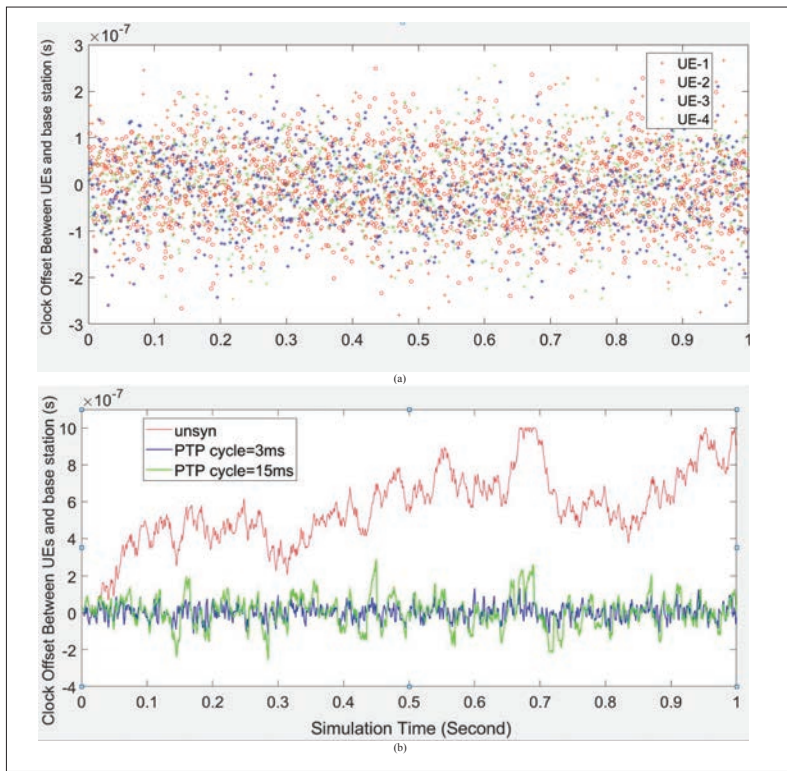 ×10⁻⁷
Clock Offset Between UEs and base station (s)
3
2
1
0
-1
-2
-3
UE-1
UE-2
UE-3
UE-4
0 0.1 0.2 0.3 0.4 0.5 0.6 0.7 0.8 0.9 1
(a)
×10⁻⁷
Clock Offset Between UEs and base station (s)
10
8
6
4
2
0
-2
-4
unsyn
PTP cycle=3ms
PTP cycle=15ms
0 0.1 0.2 0.3 0.4 0.5 0.6 0.7 0.8 0.9 1
Simulation Time (Second)
(b)